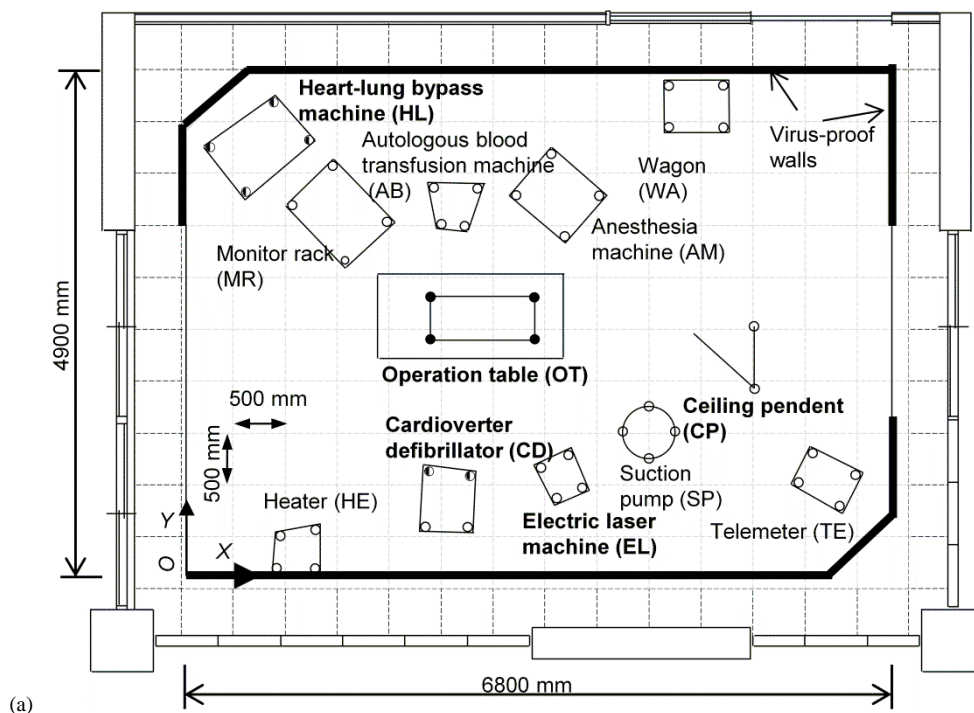 Heart-lung bypass
machine (HL)
Autologous blood
transfusion machine
(AB)
Wagon
(WA)
Virus-proof
walls
Monitor rack
(MR)
Anesthesia
machine (AM)
4900 mm
Operation table (OT)
500 mm
500 mm
Cardioverter
defibrillator (CD)
Ceiling pendent
(CP)
Suction
pump (SP)
Heater (HE)
Electric laser
machine (EL)
Telemeter (TE)
Y
X
O
6800 mm
(a)